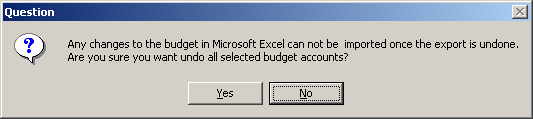 Question
Any changes to the budget in Microsoft Excel can not be  imported once the export is undone.
Are you sure you want undo all selected budget accounts?
Yes
No